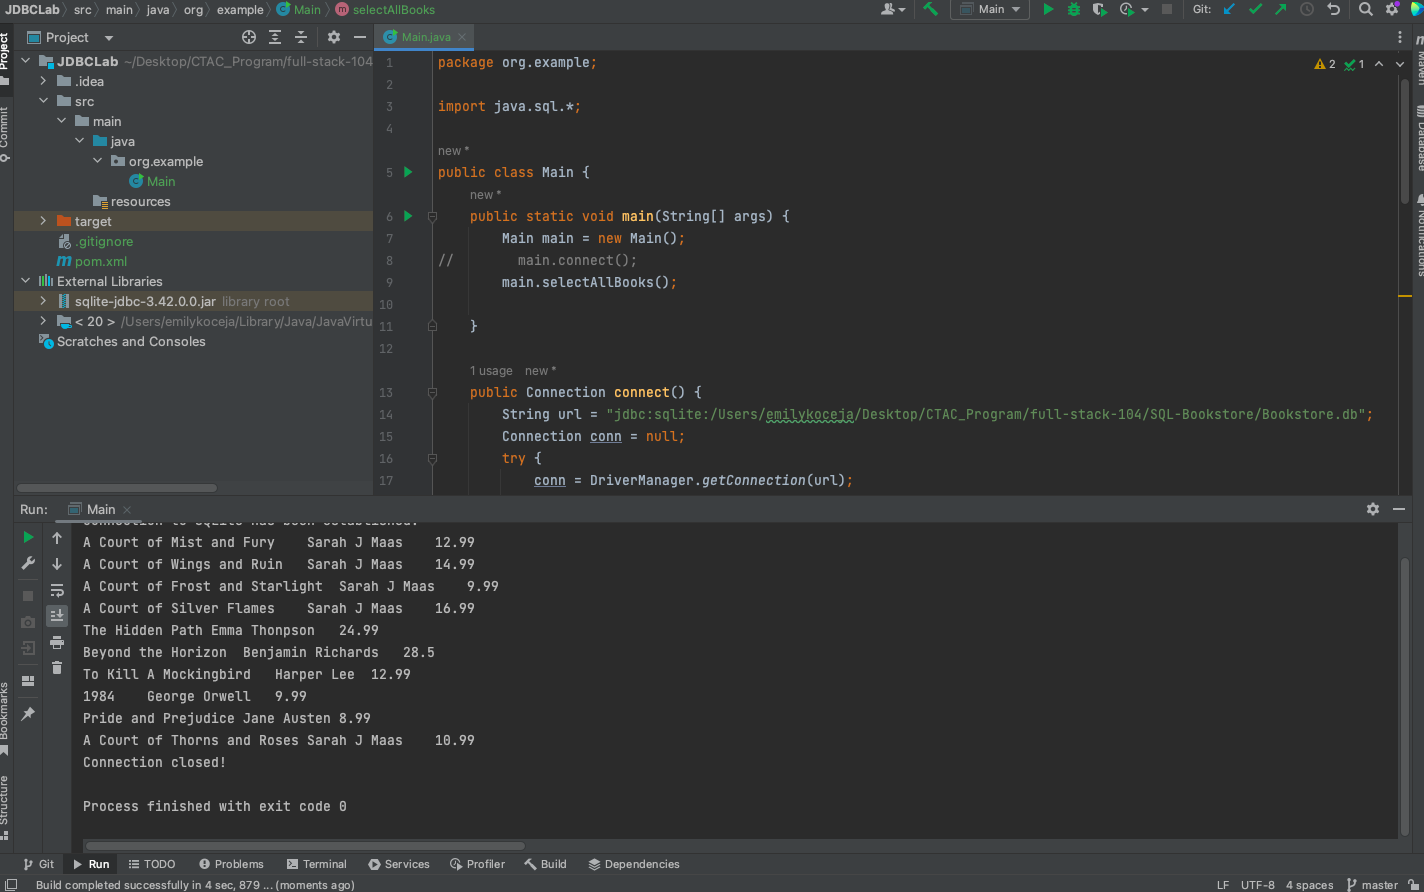 JDBCLab › src › main › java › org › example › Main › selectAllBooks
Main
Git:
Project
Main.java
JDBCLab ~/Desktop/CTAC_Program/full-stack-104
.idea
src
main
java
org.example
Main
resources
target
.gitignore
pom.xml
External Libraries
sqlite-jdbc-3.42.0.0.jar library root
< 20 > /Users/emilykoceja/Library/Java/JavaVirtu
Scratches and Consoles
Project
Commit
Bookmarks
Structure
Maven
Database
Notifications
2 1
1 package org.example;
2
3 import java.sql.*;
4
new *
5 public class Main {
new *
6 public static void main(String[] args) {
7 Main main = new Main();
8 // main.connect();
9 main.selectAllBooks();
10
11 }
12
1 usage new *
13 public Connection connect() {
14 String url = "jdbc:sqlite:/Users/emilykoceja/Desktop/CTAC_Program/full-stack-104/SQL-Bookstore/Bookstore.db";
15 Connection conn = null;
16 try {
17 conn = DriverManager.getConnection(url);
Run: Main
Connection to SQLite has been established.
A Court of Mist and Fury Sarah J Maas 12.99
A Court of Wings and Ruin Sarah J Maas 14.99
A Court of Frost and Starlight Sarah J Maas 9.99
A Court of Silver Flames Sarah J Maas 16.99
The Hidden Path Emma Thonpson 24.99
Beyond the Horizon Benjamin Richards 28.5
To Kill A Mockingbird Harper Lee 12.99
1984 George Orwell 9.99
Pride and Prejudice Jane Austen 8.99
A Court of Thorns and Roses Sarah J Maas 10.99
Connection closed!
Process finished with exit code 0
Git Run TODO Problems Terminal Services Profiler Build Dependencies
Build completed successfully in 4 sec, 879 ... (moments ago)
LF UTF-8 4 spaces master